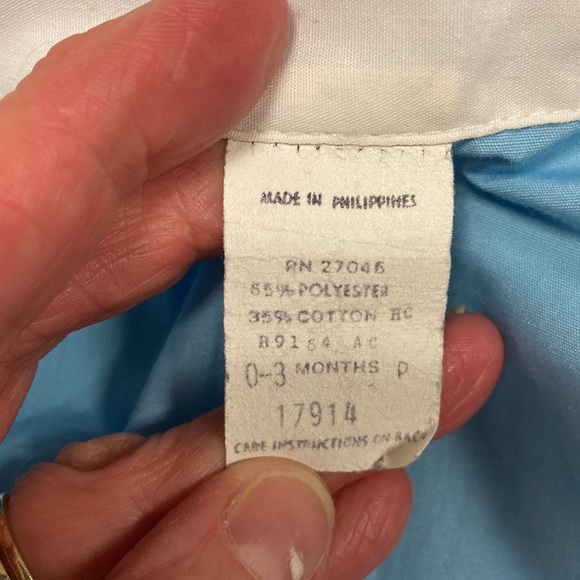 MADE IN PHILIPPINES
RN 27046
65% POLYESTER
35% COTTON HC
B9164 AC
0-3 MONTHS P
17914
CARE INSTRUCTIONS ON BACK